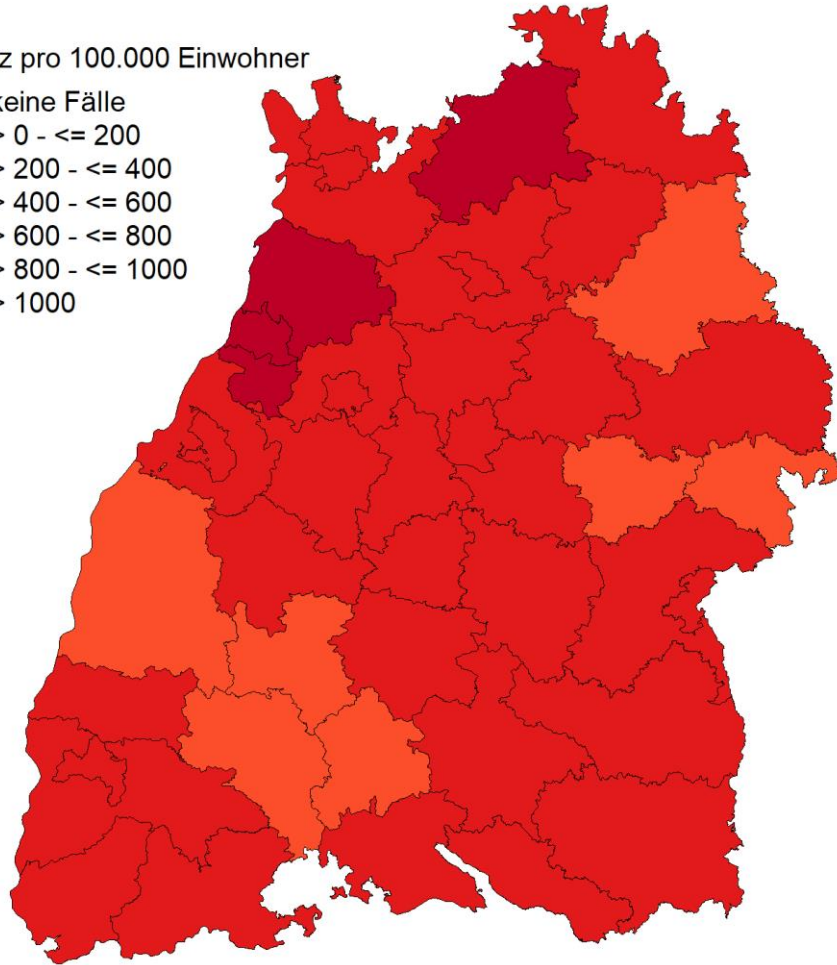 z pro 100.000 Einwohner
keine Fälle
> 0 - <= 200
> 200 - <= 400
> 400 - <= 600
> 600 - <= 800
> 800 - <= 1000
> 1000